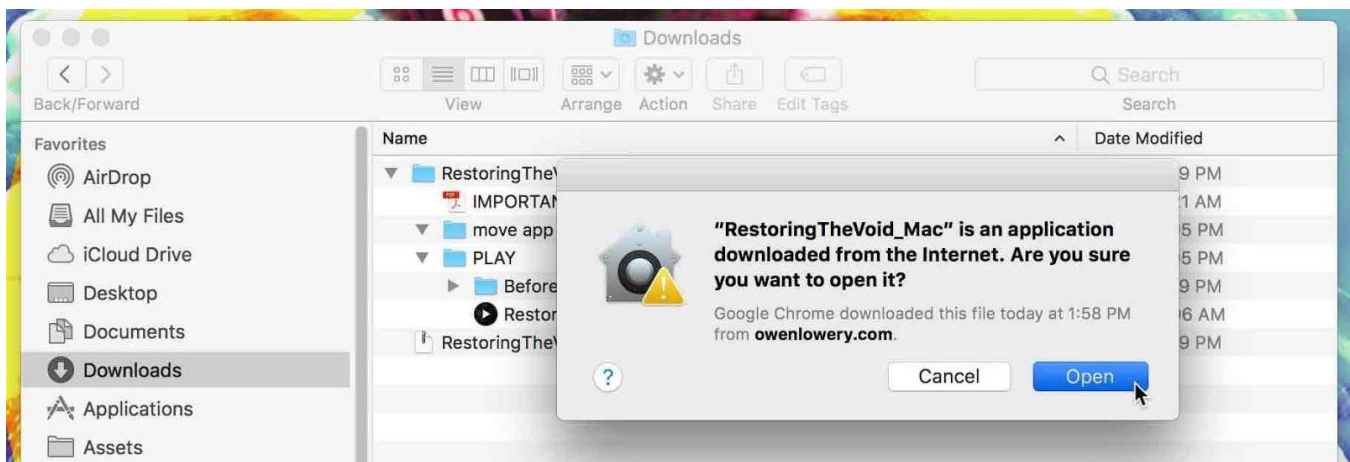 Downloads
Back/Forward
View
Arrange
Action
Share
Edit Tags
Search
Search
Favorites
AirDrop
All My Files
iCloud Drive
Desktop
Documents
Downloads
Applications
Assets
Name
Date Modified
RestoringTheV
9 PM
IMPORTAN
1 AM
move app
5 PM
PLAY
5 PM
Before
9 PM
Restor
6 AM
RestoringTheV
9 PM
“RestoringTheVoid_Mac” is an application
downloaded from the Internet. Are you sure
you want to open it?
Google Chrome downloaded this file today at 1:58 PM
from owenlowery.com.
?
Cancel
Open